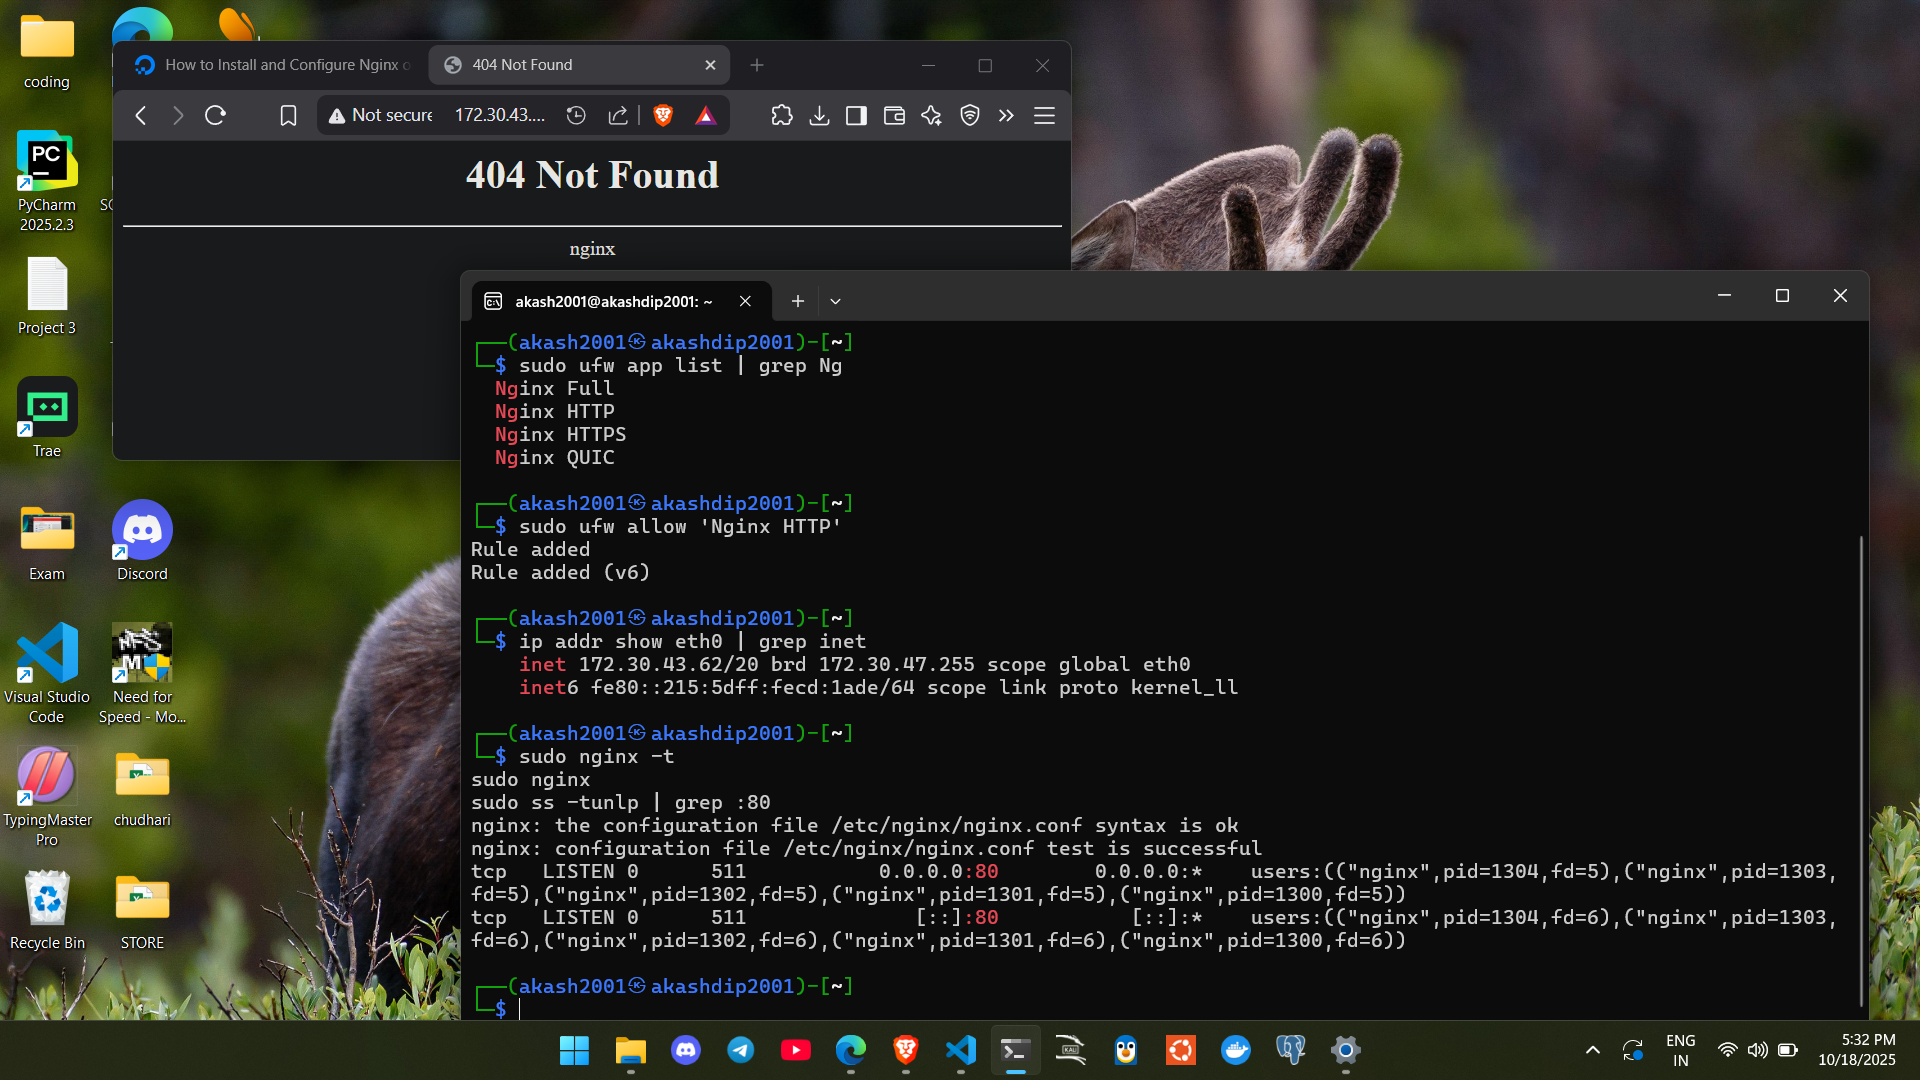 coding
PC
PyCharm
2025.2.3
Project 3
Trae
Exam
Discord
Visual Studio
Code
Need for
Speed - Mo...
TypingMaster
Pro
chudhari
Recycle Bin
STORE
How to Install and Configure Nginx o
404 Not Found
Not secure
172.30.43....
404 Not Found
nginx
akash2001@akashdip2001: ~
┌──(akash2001㉿akashdip2001)-[~]
└─$ sudo ufw app list | grep Ng
Nginx Full
Nginx HTTP
Nginx HTTPS
Nginx QUIC
┌──(akash2001㉿akashdip2001)-[~]
└─$ sudo ufw allow 'Nginx HTTP'
Rule added
Rule added (v6)
┌──(akash2001㉿akashdip2001)-[~]
└─$ ip addr show eth0 | grep inet
inet 172.30.43.62/20 brd 172.30.47.255 scope global eth0
inet6 fe80::215:5dff:fecd:1ade/64 scope link proto kernel_ll
┌──(akash2001㉿akashdip2001)-[~]
└─$ sudo nginx -t
sudo nginx
sudo ss -tunlp | grep :80
nginx: the configuration file /etc/nginx/nginx.conf syntax is ok
nginx: configuration file /etc/nginx/nginx.conf test is successful
tcp LISTEN 0 511 0.0.0.0:80 0.0.0.0:* users:(("nginx",pid=1304,fd=5),("nginx",pid=1303,
fd=5),("nginx",pid=1302,fd=5),("nginx",pid=1301,fd=5),("nginx",pid=1300,fd=5))
tcp LISTEN 0 511 [::]:80 [::]:* users:(("nginx",pid=1304,fd=6),("nginx",pid=1303,
fd=6),("nginx",pid=1302,fd=6),("nginx",pid=1301,fd=6),("nginx",pid=1300,fd=6))
┌──(akash2001㉿akashdip2001)-[~]
└─$
ENG
IN
5:32 PM
10/18/2025